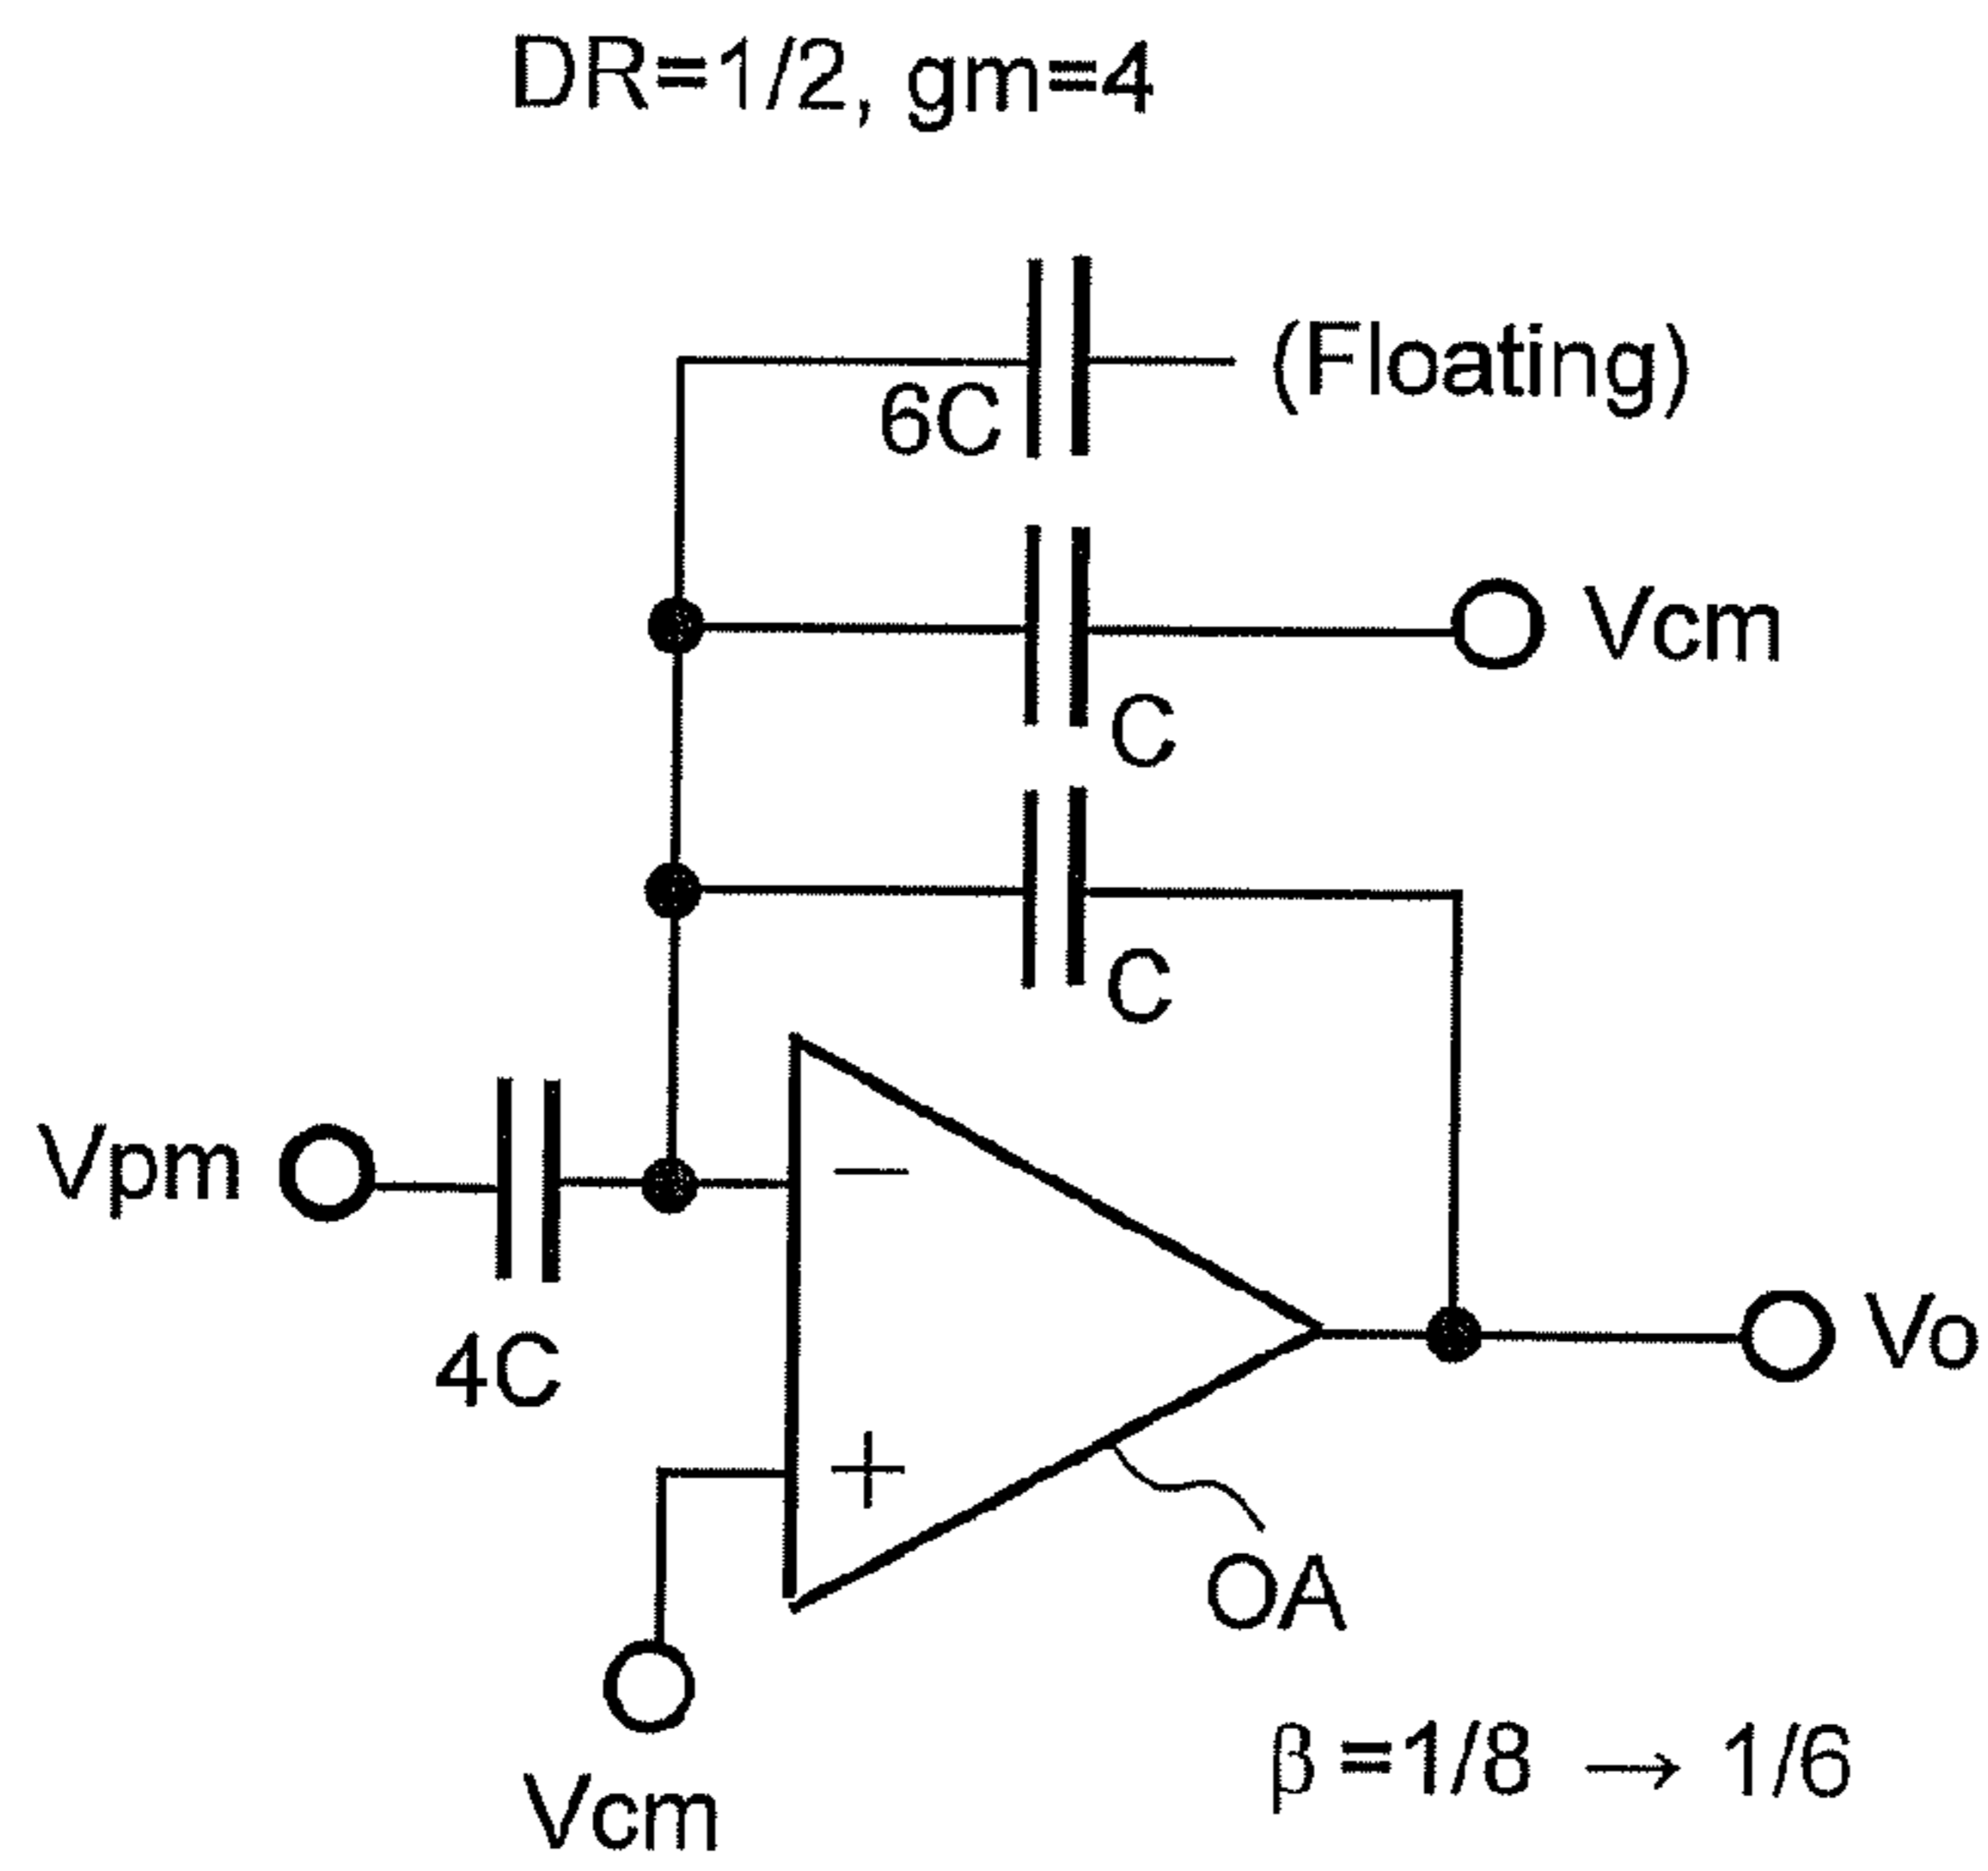 DR=1/2, gm=4
(Floating)
6C
Vcm
C
C
Vpm
−
4C
+
Vo
OA
Vcm
β=1/8 → 1/6